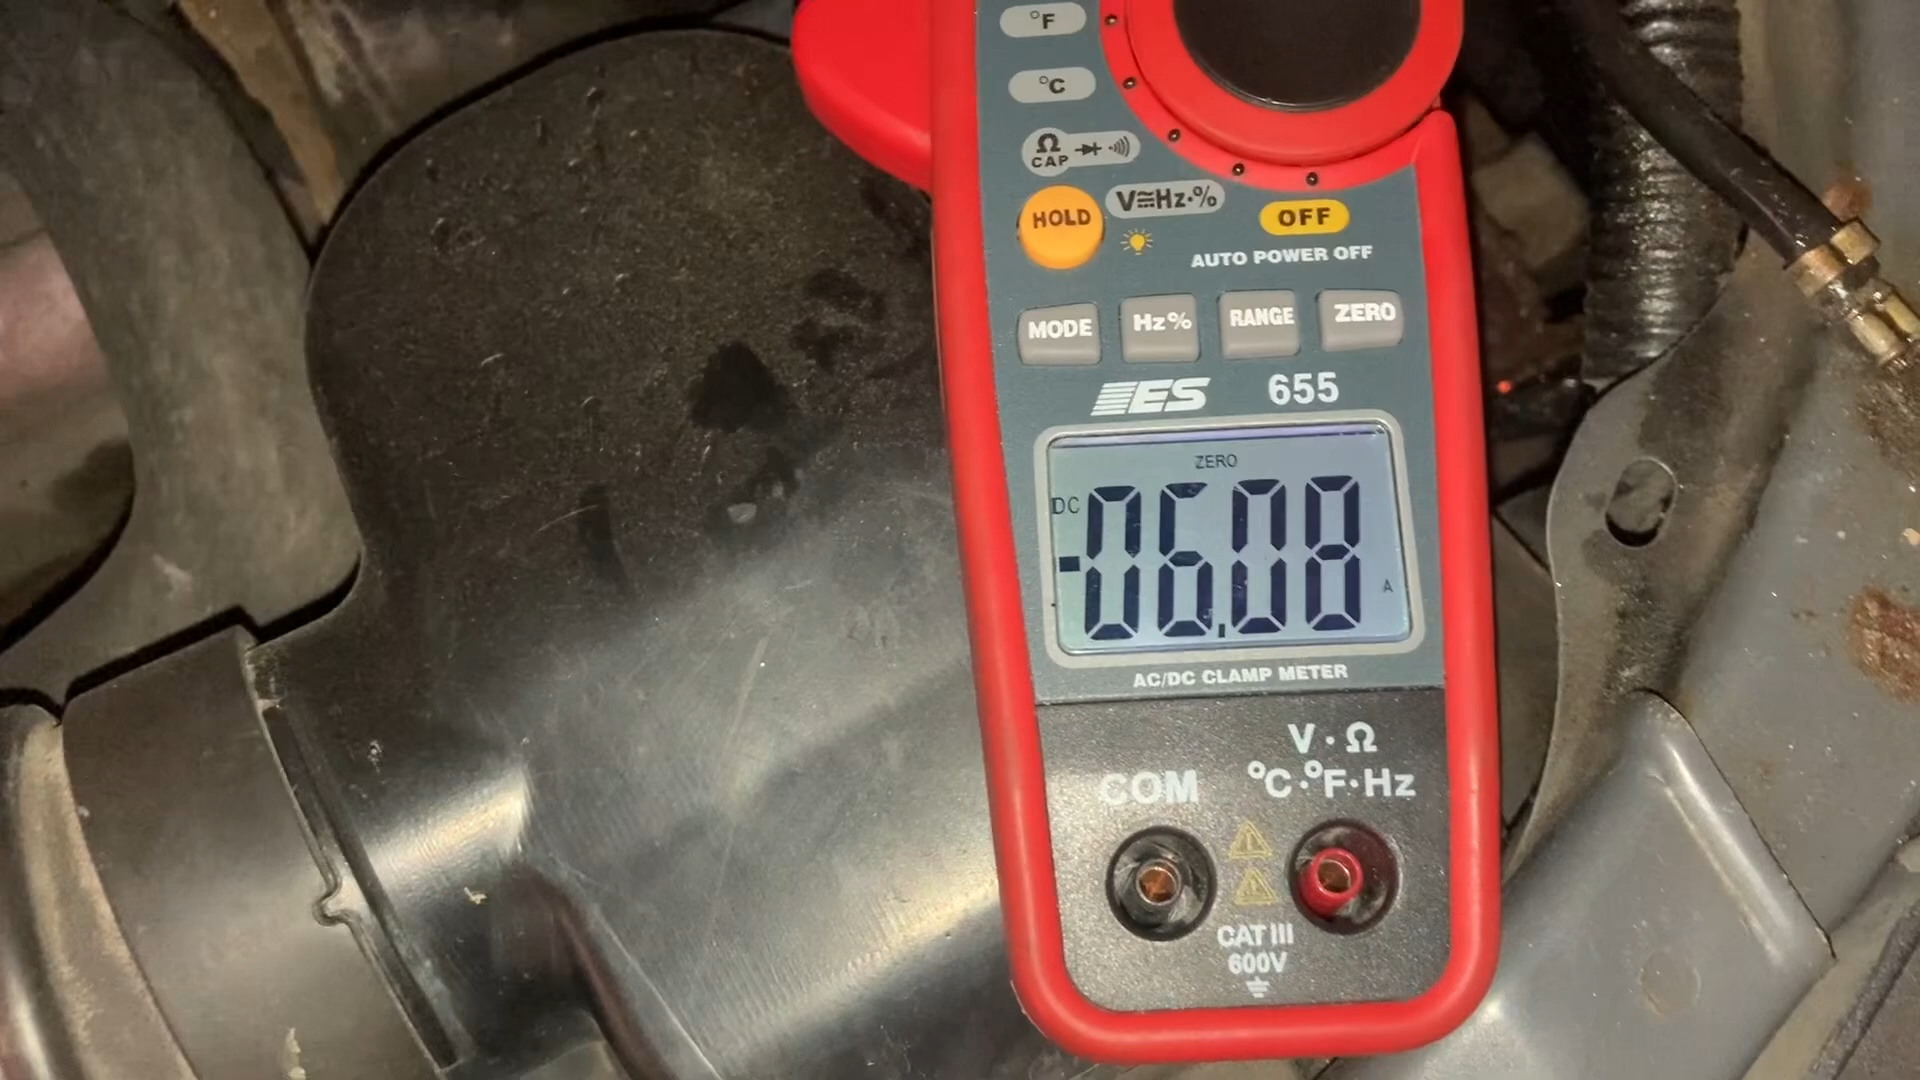 °F
°C
Ω
CAP
V≂Hz·%
HOLD
OFF
AUTO POWER OFF
MODE Hz% RANGE ZERO
ES 655
ZERO
DC -06.08 A
AC/DC CLAMP METER
V·Ω
COM °C·°F·Hz
CAT III
600V